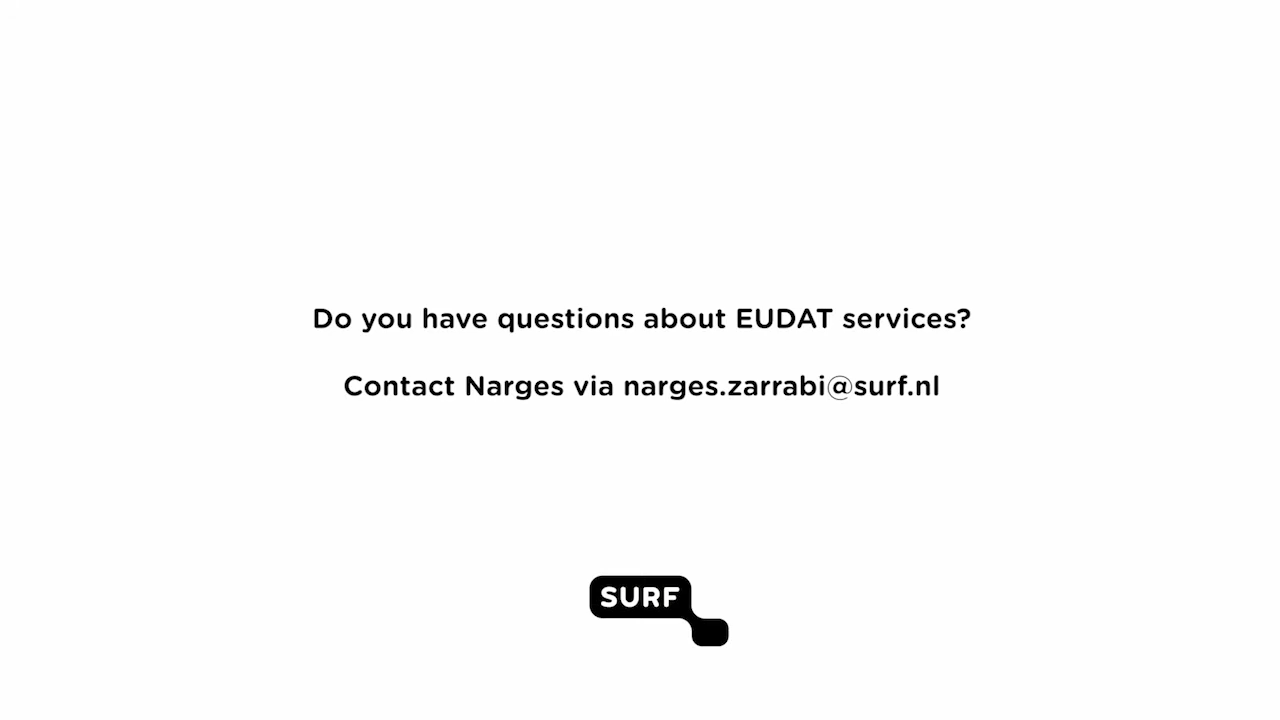 Do you have questions about EUDAT services?
Contact Narges via narges.zarrabi@surf.nl
SURF